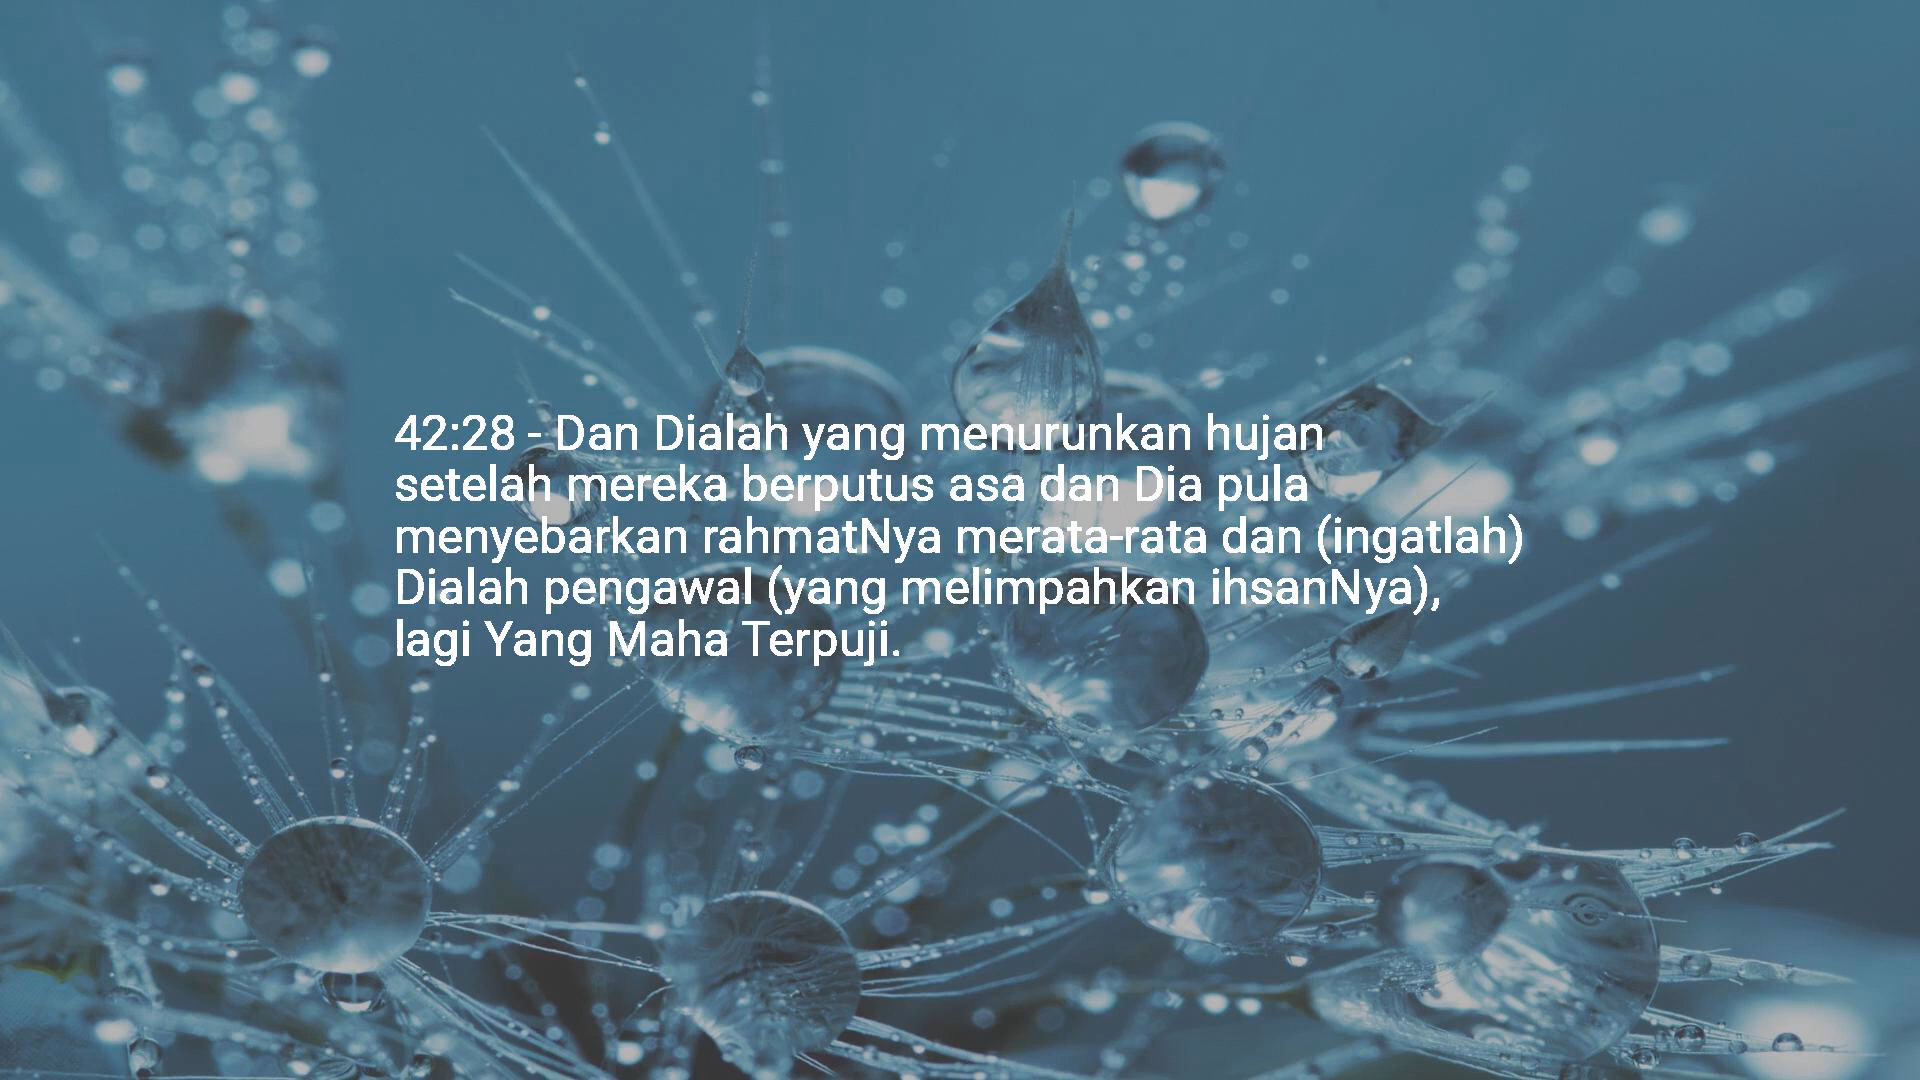 42:28 - Dan Dialah yang menurunkan hujan
setelah mereka berputus asa dan Dia pula
menyebarkan rahmatNya merata-rata dan (ingatlah)
Dialah pengawal (yang melimpahkan ihsanNya),
lagi Yang Maha Terpuji.